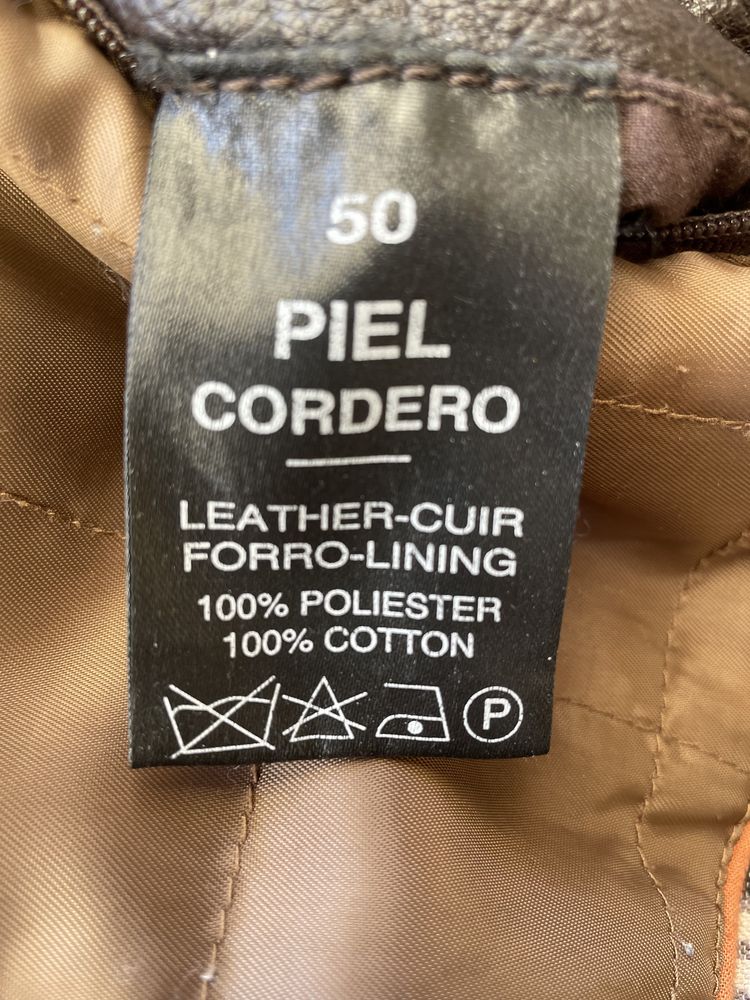 50
PIEL
CORDERO
LEATHER-CUIR
FORRO-LINING
100% POLIESTER
100% COTTON
P